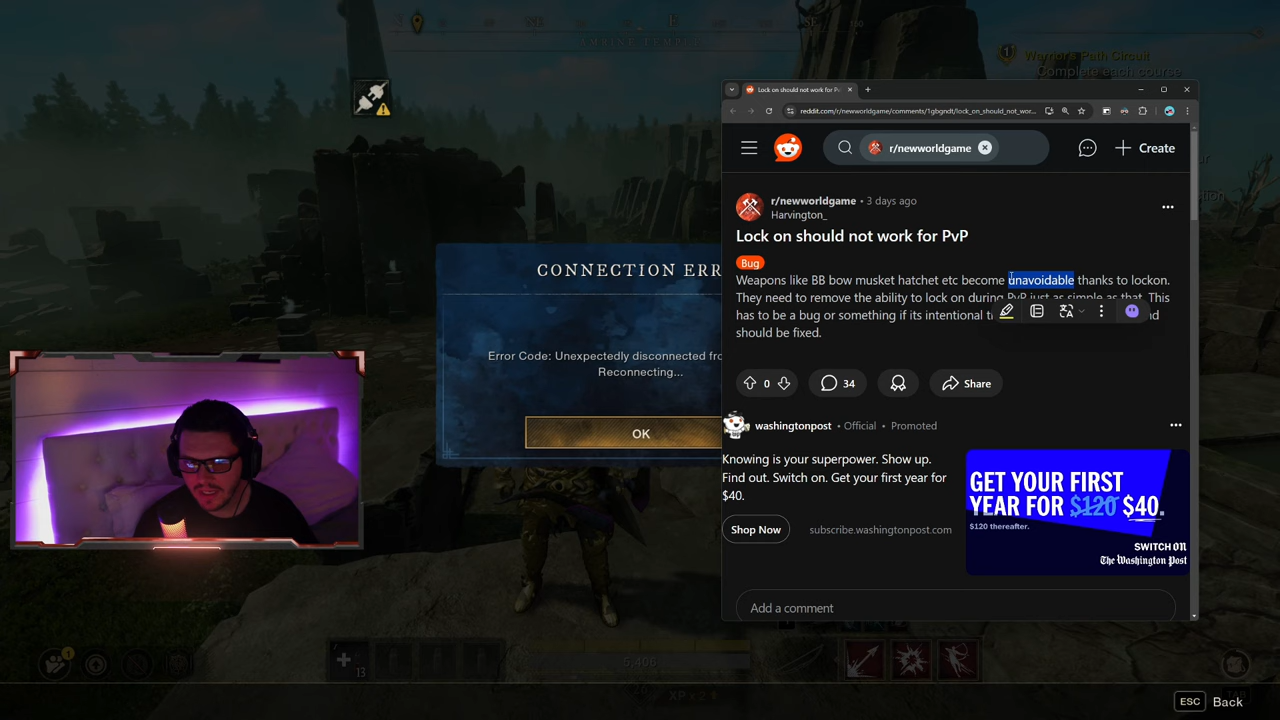 Warrior's Path Circuit
Complete each course
Lock on should not work for Pv
reddit.com/r/newworldgame/comments/1gbgndt/lock_on_should_not_wor...
r/newworldgame
Create
r/newworldgame • 3 days ago
Harvington_
Lock on should not work for PvP
Bug
Weapons like BB bow musket hatchet etc become unavoidable thanks to lockon.
They need to remove the ability to lock on during PvP just as simple as that. This
has to be a bug or something if its intentional
should be fixed.
0
34
Share
washingtonpost • Official • Promoted
Knowing is your superpower. Show up.
Find out. Switch on. Get your first year for
$40.
Shop Now
subscribe.washingtonpost.com
GET YOUR FIRST
YEAR FOR $120 $40.
$120 thereafter.
SWITCH ON
The Washington Post
Add a comment
CONNECTION ERR
Error Code: Unexpectedly disconnected fro
Reconnecting...
OK
13
5,406
ESC Back